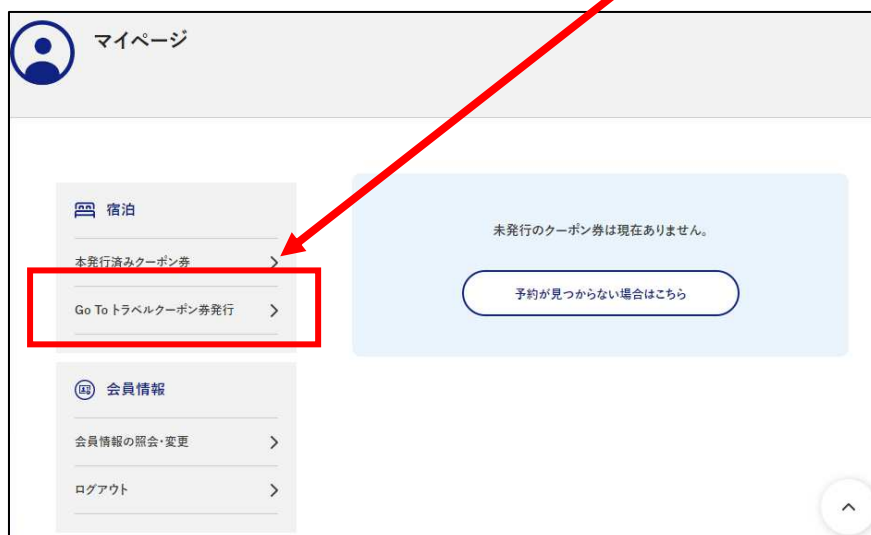 マイページ
宿泊
本発行済みクーポン券
Go To トラベルクーポン券発行
会員情報
会員情報の照会・変更
ログアウト
未発行のクーポン券は現在ありません。
予約が見つからない場合はこちら